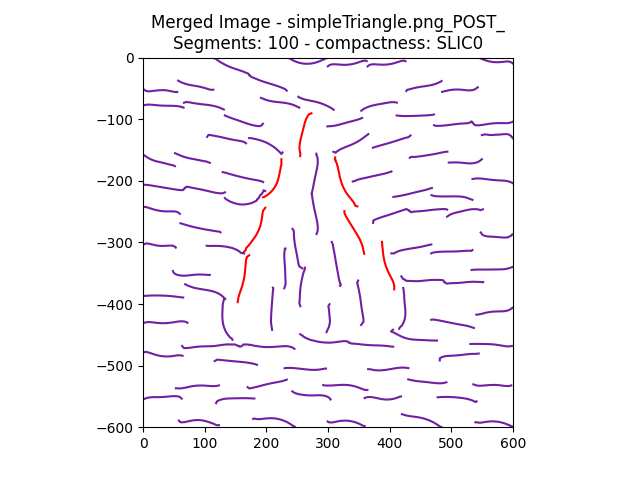 Merged Image - simpleTriangle.png_POST_
Segments: 100 - compactness: SLIC0
0
−100
−200
−300
−400
−500
−600
0 100 200 300 400 500 600